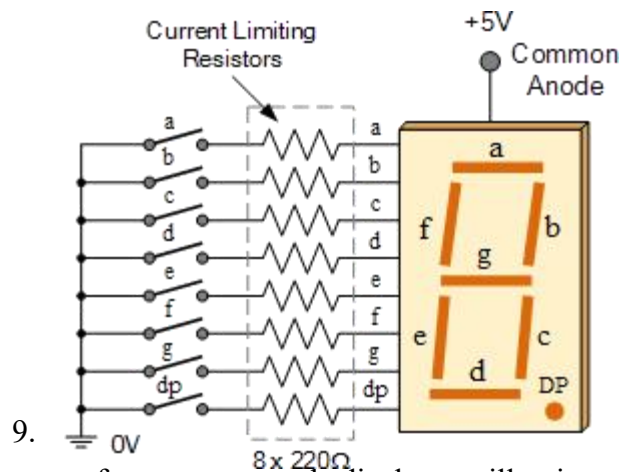 +5V
Current Limiting
Resistors
Common
Anode
a
a
b
b
c
c
d
d
e
e
f
f
g
g
dp
dp
a
f
b
g
e
c
d
DP
9.
0V
8 x 220Ω